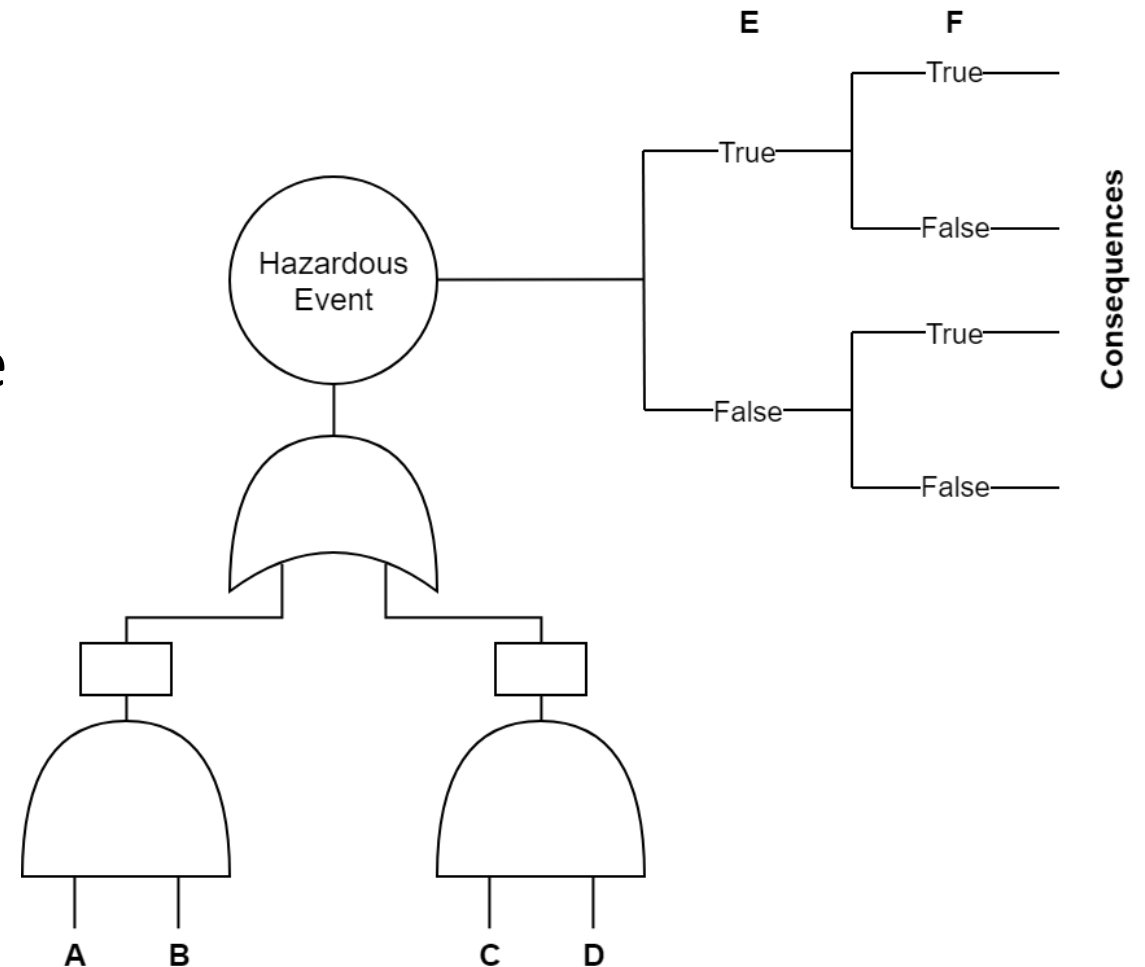 E
F
True
True
False
Hazardous
Event
True
False
False
Consequences
e
A
B
C
D